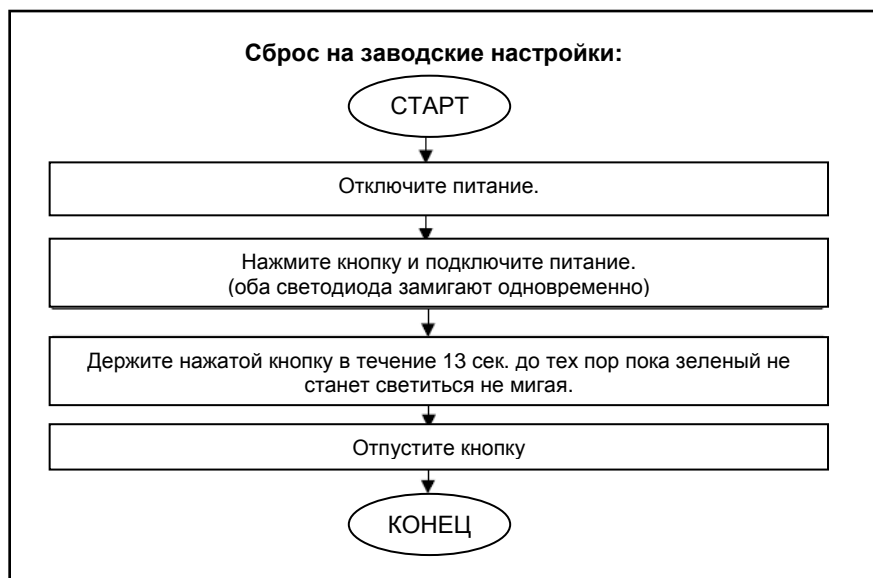 Сброс на заводские настройки:
СТАРТ
Отключите питание.
Нажмите кнопку и подключите питание.
(оба светодиода замигают одновременно)
Держите нажатой кнопку в течение 13 сек. до тех пор пока зеленый не
станет светиться не мигая.
Отпустите кнопку
КОНЕЦ